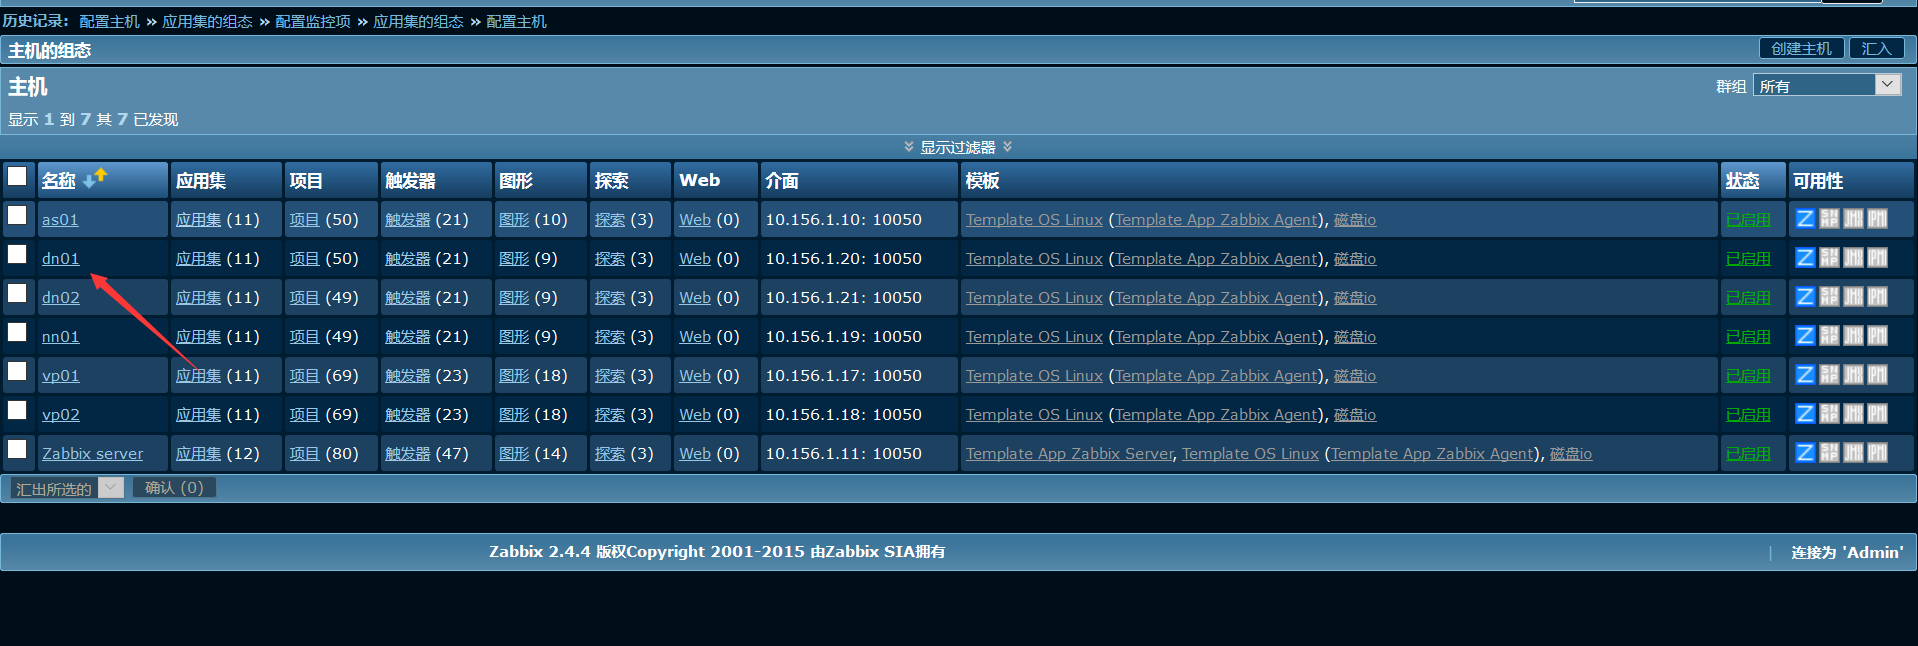 历史记录: 配置主机 » 应用集的组态 » 配置监控项 » 应用集的组态 » 配置主机
主机的组态 创建主机 汇入
主机 群组 所有
显示 1 到 7 其 7 已发现
显示过滤器
名称 应用集 项目 触发器 图形 探索 Web 介面 模板 状态 可用性
as01 应用集 (11) 项目 (50) 触发器 (21) 图形 (10) 探索 (3) Web (0) 10.156.1.10: 10050 Template OS Linux (Template App Zabbix Agent), 磁盘io 已启用 Z SNMP JMX IPMI
dn01 应用集 (11) 项目 (50) 触发器 (21) 图形 (9) 探索 (3) Web (0) 10.156.1.20: 10050 Template OS Linux (Template App Zabbix Agent), 磁盘io 已启用 Z SNMP JMX IPMI
dn02 应用集 (11) 项目 (49) 触发器 (21) 图形 (9) 探索 (3) Web (0) 10.156.1.21: 10050 Template OS Linux (Template App Zabbix Agent), 磁盘io 已启用 Z SNMP JMX IPMI
nn01 应用集 (11) 项目 (49) 触发器 (21) 图形 (9) 探索 (3) Web (0) 10.156.1.19: 10050 Template OS Linux (Template App Zabbix Agent), 磁盘io 已启用 Z SNMP JMX IPMI
vp01 应用集 (11) 项目 (69) 触发器 (23) 图形 (18) 探索 (3) Web (0) 10.156.1.17: 10050 Template OS Linux (Template App Zabbix Agent), 磁盘io 已启用 Z SNMP JMX IPMI
vp02 应用集 (11) 项目 (69) 触发器 (23) 图形 (18) 探索 (3) Web (0) 10.156.1.18: 10050 Template OS Linux (Template App Zabbix Agent), 磁盘io 已启用 Z SNMP JMX IPMI
Zabbix server 应用集 (12) 项目 (80) 触发器 (47) 图形 (14) 探索 (3) Web (0) 10.156.1.11: 10050 Template App Zabbix Server, Template OS Linux (Template App Zabbix Agent), 磁盘io 已启用 Z SNMP JMX IPMI
汇出所选的 确认 (0)
Zabbix 2.4.4 版权Copyright 2001-2015 由Zabbix SIA拥有 | 连接为 'Admin'